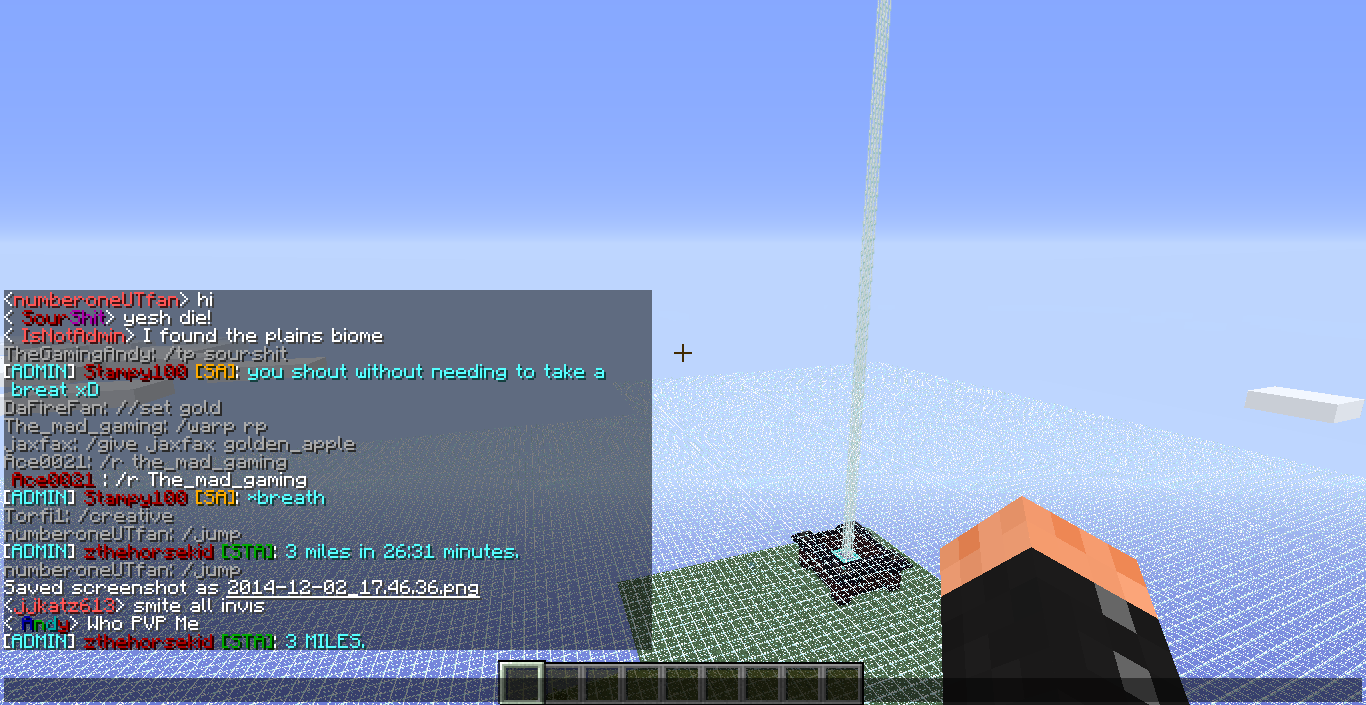 <numberoneUTfan> hi
< SourShit> yesh die!
< IsNotAdmin> I found the plains biome
TheGamingAndy: /tp sourshit
[ADMIN] Stampy100 [SA]: you shout without needing to take a
breat xD
DaFireFan: //set gold
The_mad_gaming: /warp rp
jaxfax: /give jaxfax golden_apple
Ace0021: /r the_mad_gaming
Ace0021 : /r The_mad_gaming
[ADMIN] Stampy100 [SA]: *breath
Torfi1: /creative
numberoneUTfan: /jump
[ADMIN] zthehorsekid [STA]: 3 miles in 26:31 minutes.
numberoneUTfan: /jump
Saved screenshot as 2014-12-02_17.46.36.png
<jjkatz613> smite all invis
< Andy> Who PVP Me
[ADMIN] zthehorsekid [STA]: 3 MILES.